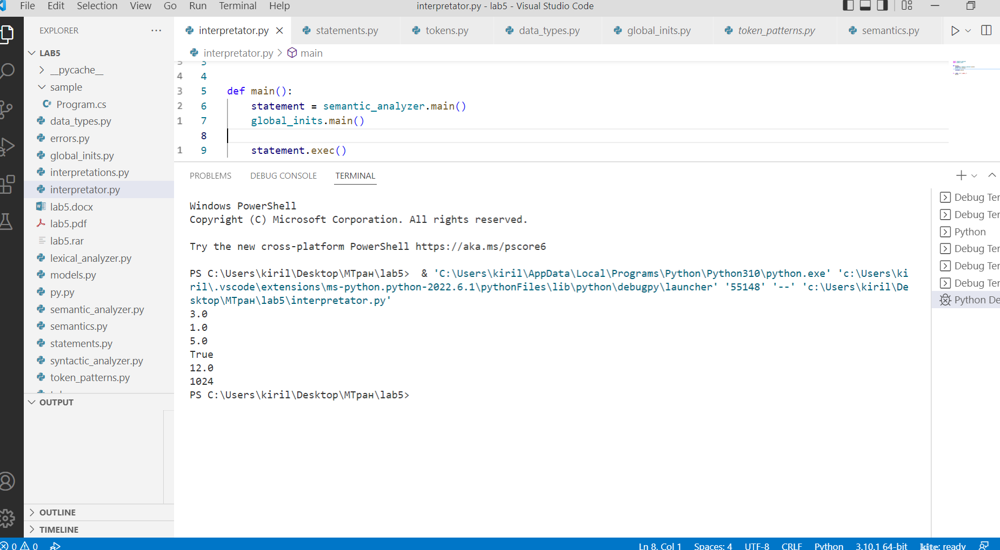 File Edit Selection View Go Run Terminal Help
interpretator.py - lab5 - Visual Studio Code
EXPLORER
LAB5
__pycache__
sample
Program.cs
data_types.py
errors.py
global_inits.py
interpretations.py
interpretator.py
lab5.docx
lab5.pdf
lab5.rar
lexical_analyzer.py
models.py
py.py
semantic_analyzer.py
semantics.py
statements.py
syntactic_analyzer.py
token_patterns.py
OUTPUT
OUTLINE
TIMELINE
interpretator.py statements.py tokens.py data_types.py global_inits.py token_patterns.py semantics.py
interpretator.py > main
3 3
4 4
3 5 def main():
2 6 statement = semantic_analyzer.main()
1 7 global_inits.main()
8
1 9 statement.exec()
PROBLEMS DEBUG CONSOLE TERMINAL
Windows PowerShell
Copyright (C) Microsoft Corporation. All rights reserved.
Try the new cross-platform PowerShell https://aka.ms/pscore6
PS C:\Users\kiril\Desktop\МТран\lab5>  & 'C:\Users\kiril\AppData\Local\Programs\Python\Python310\python.exe' 'c:\Users\ki
ril\.vscode\extensions\ms-python.python-2022.6.1\pythonFiles\lib\python\debugpy\launcher' '55148' '--' 'c:\Users\kiril\De
sktop\МТран\lab5\interpretator.py'
3.0
1.0
5.0
True
12.0
1024
PS C:\Users\kiril\Desktop\МТран\lab5>
Debug Ter
Debug Ter
Python
Debug Ter
Debug Ter
Debug Ter
Python De
0 0
Ln 8, Col 1 Spaces: 4 UTF-8 CRLF Python 3.10.1 64-bit kite: ready